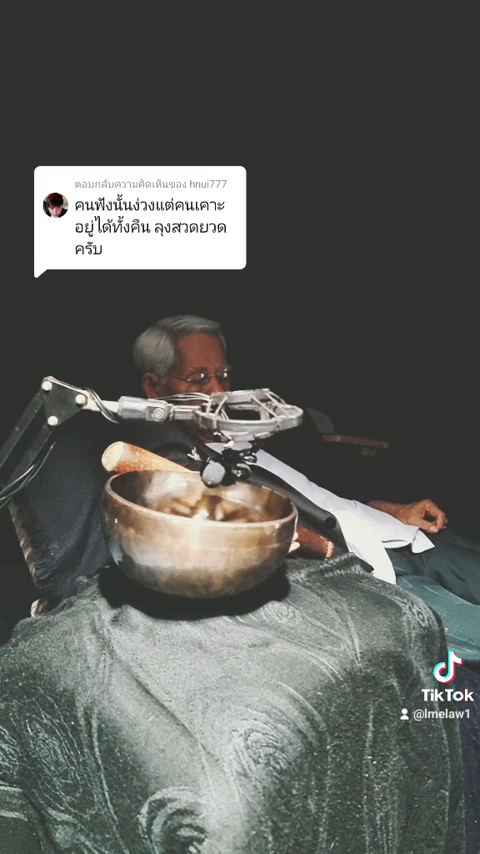 ตอบกลับความคิดเห็นของ hnui777
คนฟังนั้นง่วงแต่คนเคาะ
อยู่ได้ทั้งคืน ลุงสวดยวด
ครับ
TikTok
@lmelaw1